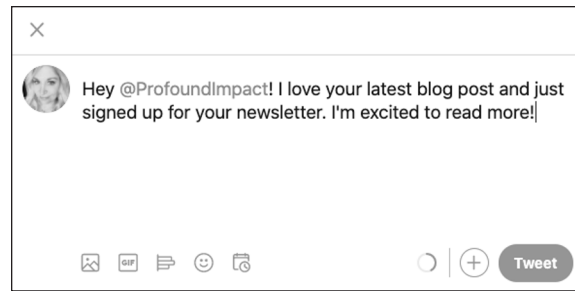 Hey @ProfoundImpact! I love your latest blog post and just
signed up for your newsletter. I'm excited to read more!
GIF
Tweet